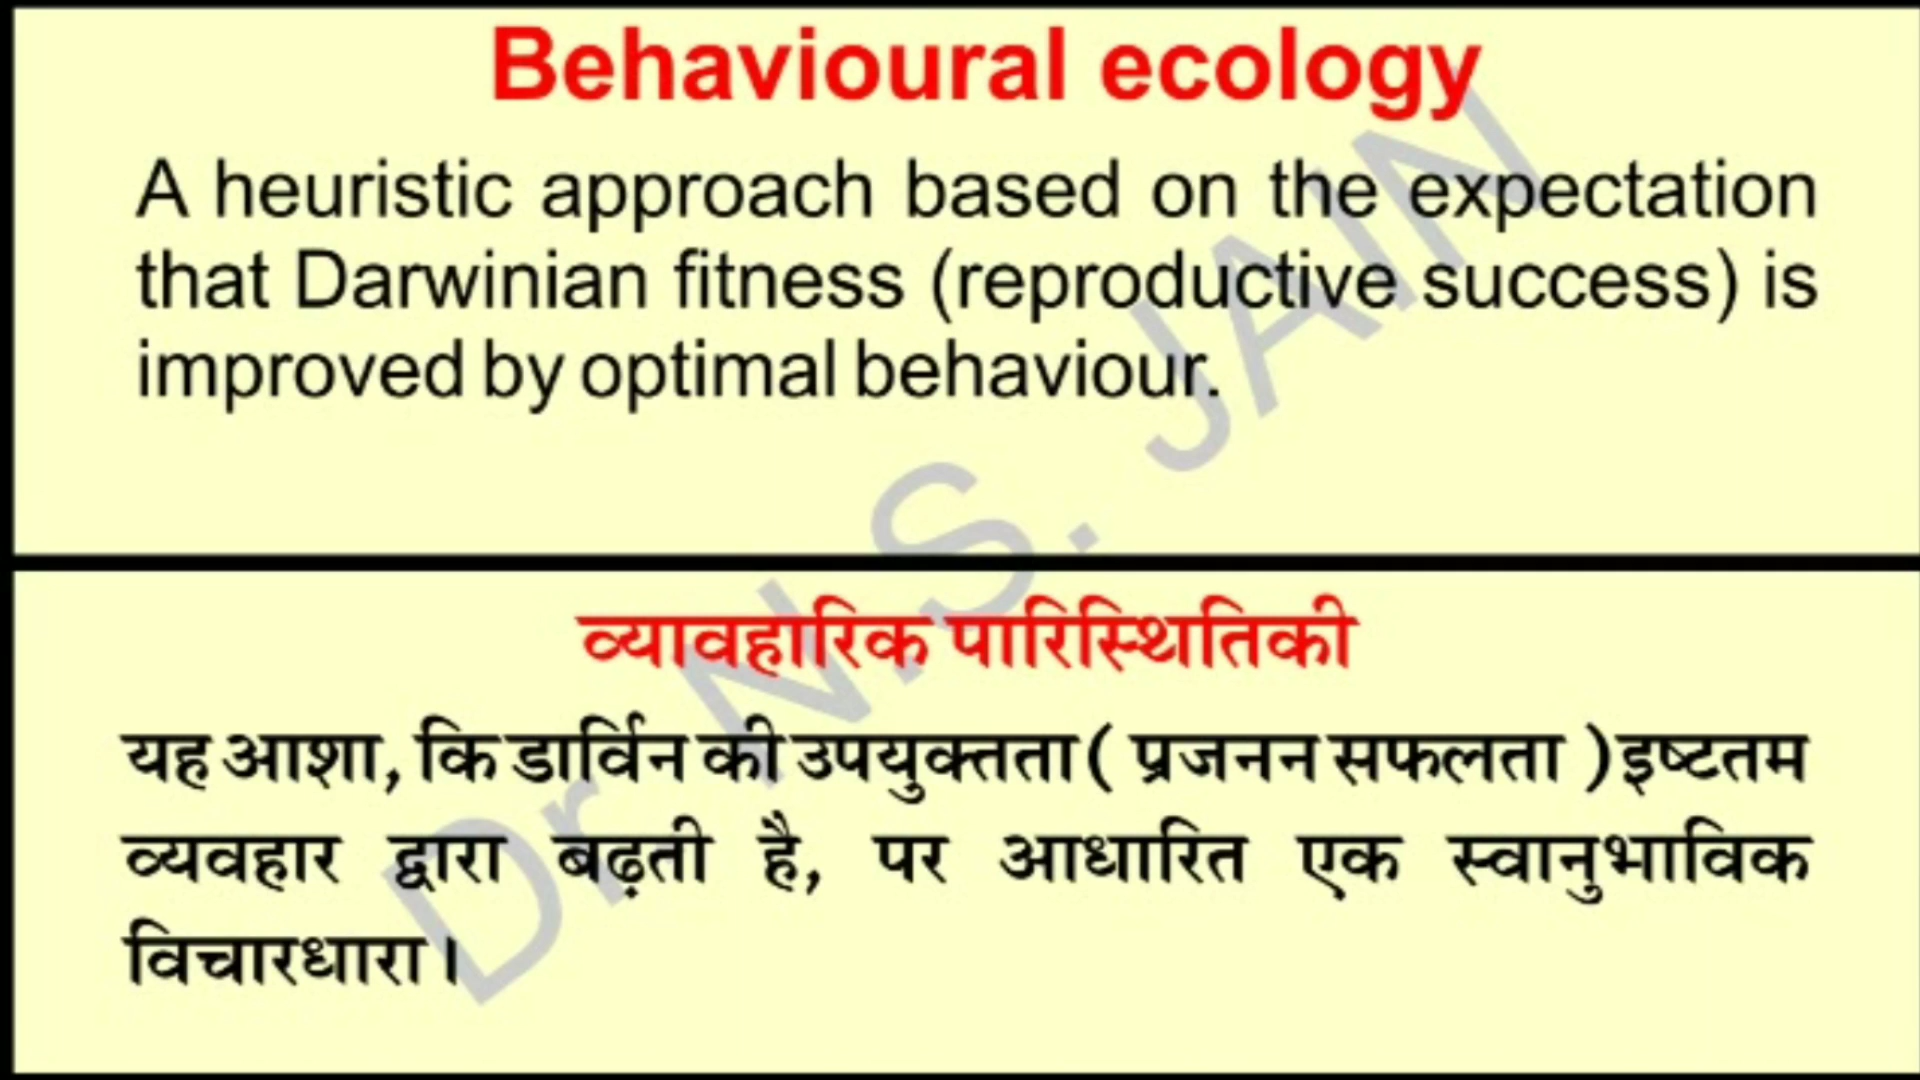 Behavioural ecology
A heuristic approach based on the expectation
that Darwinian fitness (reproductive success) is
improved by optimal behaviour.
व्यावहारिक पारिस्थितिकी
यह आशा, कि डार्विन की उपयुक्तता ( प्रजनन सफलता ) इष्टतम
व्यवहार द्वारा बढ़ती है, पर आधारित एक स्वानुभाविक
विचारधारा।
Dr. N.S. JAIN